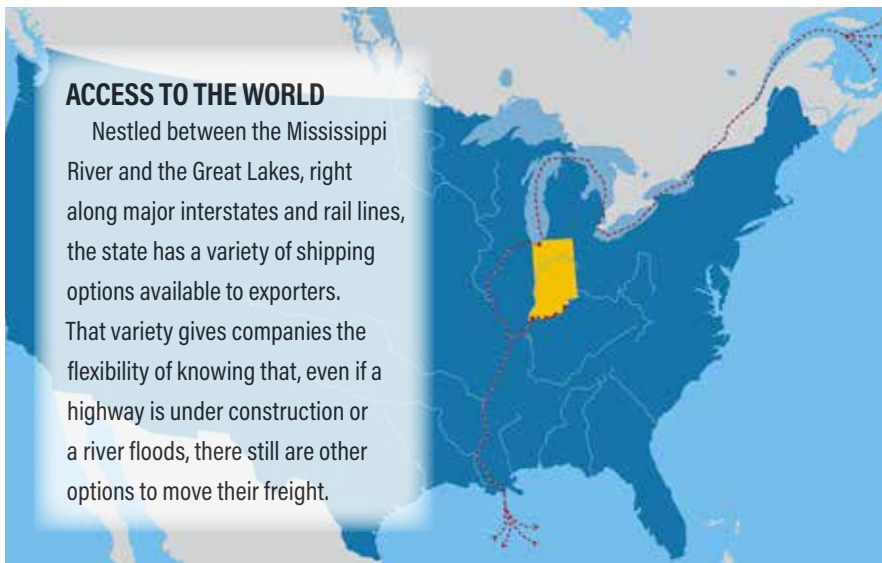 ACCESS TO THE WORLD
Nestled between the Mississippi
River and the Great Lakes, right
along major interstates and rail lines,
the state has a variety of shipping
options available to exporters.
That variety gives companies the
flexibility of knowing that, even if a
highway is under construction or
a river floods, there still are other
options to move their freight.